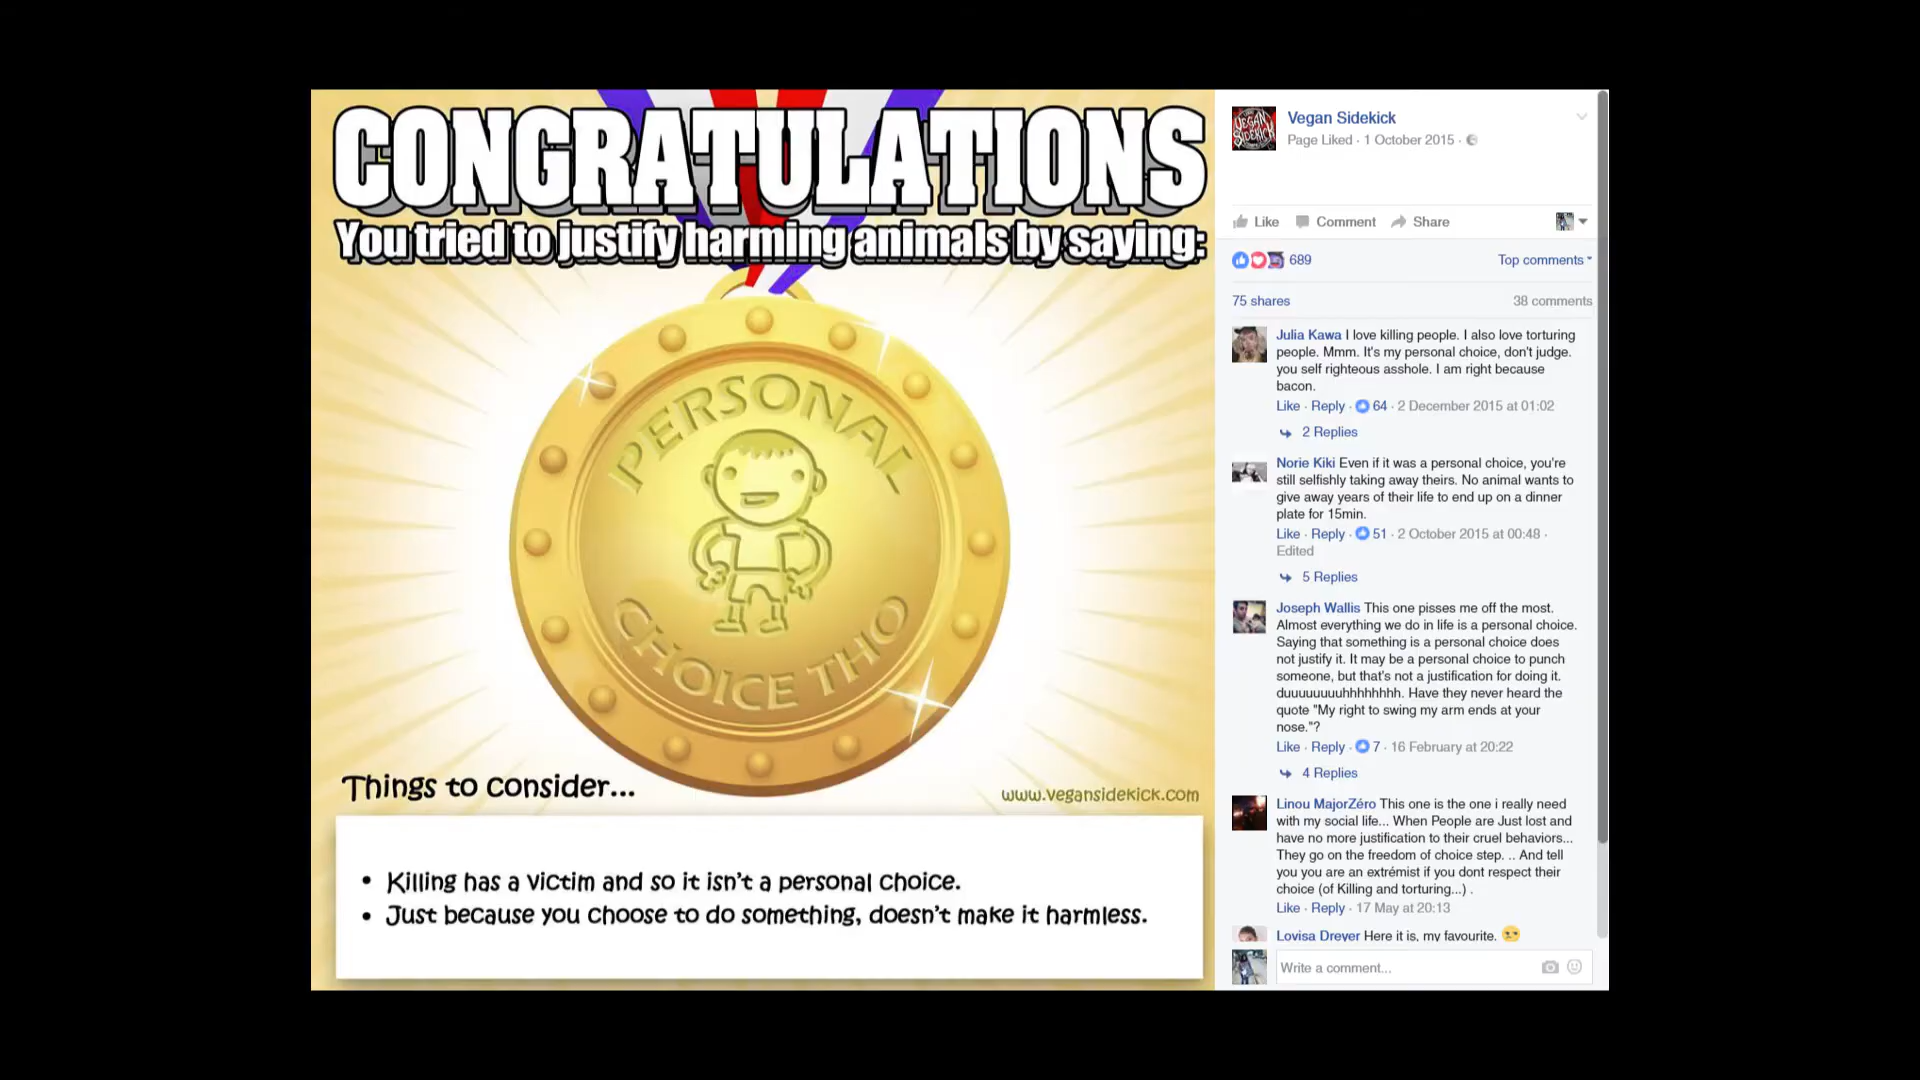 CONGRATULATIONS
You tried to justify harming animals by saying:
PERSONAL
CHOICE THO
Things to consider...
www.vegansidekick.com
• Killing has a victim and so it isn't a personal choice.
• Just because you choose to do something, doesn't make it harmless.
VEGAN SIDEKICK
Vegan Sidekick
Page Liked · 1 October 2015 ·
Like Comment Share
689 Top comments
75 shares 38 comments
Julia Kawa I love killing people. I also love torturing
people. Mmm. It's my personal choice, don't judge.
you self righteous asshole. I am right because
bacon.
Like · Reply · 64 · 2 December 2015 at 01:02
2 Replies
Norie Kiki Even if it was a personal choice, you're
still selfishly taking away theirs. No animal wants to
give away years of their life to end up on a dinner
plate for 15min.
Like · Reply · 51 · 2 October 2015 at 00:48 ·
Edited
5 Replies
Joseph Wallis This one pisses me off the most.
Almost everything we do in life is a personal choice.
Saying that something is a personal choice does
not justify it. It may be a personal choice to punch
someone, but that's not a justification for doing it.
duuuuuuuhhhhhhhh. Have they never heard the
quote "My right to swing my arm ends at your
nose."?
Like · Reply · 7 · 16 February at 20:22
4 Replies
Linou MajorZéro This one is the one i really need
with my social life... When People are Just lost and
have no more justification to their cruel behaviors...
They go on the freedom of choice step. .. And tell
you you are an extrémist if you dont respect their
choice (of Killing and torturing...) .
Like · Reply · 17 May at 20:13
Lovisa Dreyer Here it is, my favourite.
Write a comment...